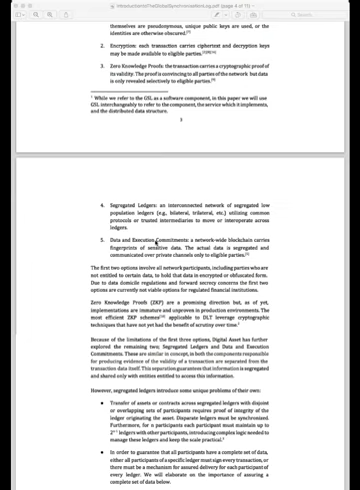 IntroductionToTheGlobalSynchronizationLog.pdf (page 4 of 11)
Search
themselves are pseudonymous, unique public keys are used, or the
identities are otherwise obscured.
2. Encryption: each transaction carries ciphertext and decryption keys
may be made available to eligible parties.
3. Zero Knowledge Proofs: the transaction carries a cryptographic proof of
its validity. The proof is convincing to all parties of the network but data
is only revealed selectively to eligible parties.
While we refer to the GSL as a software component, in this paper we will use
GSL interchangeably to refer to the component, the service which it implements,
and the distributed data structure.
3
4. Segregated Ledgers: an interconnected network of segregated low
population ledgers (e.g., bilateral, trilateral, etc.) utilizing common
protocols or trusted intermediaries to move or interoperate across
ledgers.
5. Data and Execution Commitments: a network-wide blockchain carries
fingerprints of sensitive data. The actual data is segregated and
communicated over private channels only to eligible parties.
The first two options involve all network participants, including parties who are
not entitled to certain data, to hold that data in encrypted or obfuscated form.
Due to data domicile regulations and forward secrecy concerns the first two
options are currently not viable options for regulated financial institutions.
Zero Knowledge Proofs (ZKP) are a promising direction but, as of yet,
implementations are immature and unproven in production environments. The
most efficient ZKP schemes applicable to DLT leverage cryptographic
techniques that have not yet had the benefit of scrutiny over time.
Because of the limitations of the first three options, Digital Asset has further
explored the remaining two, Segregated Ledgers and Data and Execution
Commitments. These are similar in concept, in both the components responsible
for producing evidence of the validity of a transaction are separated from the
transaction data itself. This separation guarantees that information is segregated
and shared only with entities entitled to access this information.
However, segregated ledgers introduce some unique problems of their own:
● Transfer of assets or contracts across segregated ledgers with disjoint
or overlapping sets of participants requires proof of integrity of the
ledger originating the asset. Disparate ledgers must be synchronized.
Furthermore, for n participants each participant must maintain up to
ledgers with other participants, introducing complex logic needed to
manage these ledgers and keep the scale practical.
● In order to guarantee that all participants have a complete set of data,
either all participants of a specific ledger must sign every transaction, or
there must be a mechanism for assured delivery for each participant of
every ledger. We will elaborate on the importance of assuring a
complete set of data below.